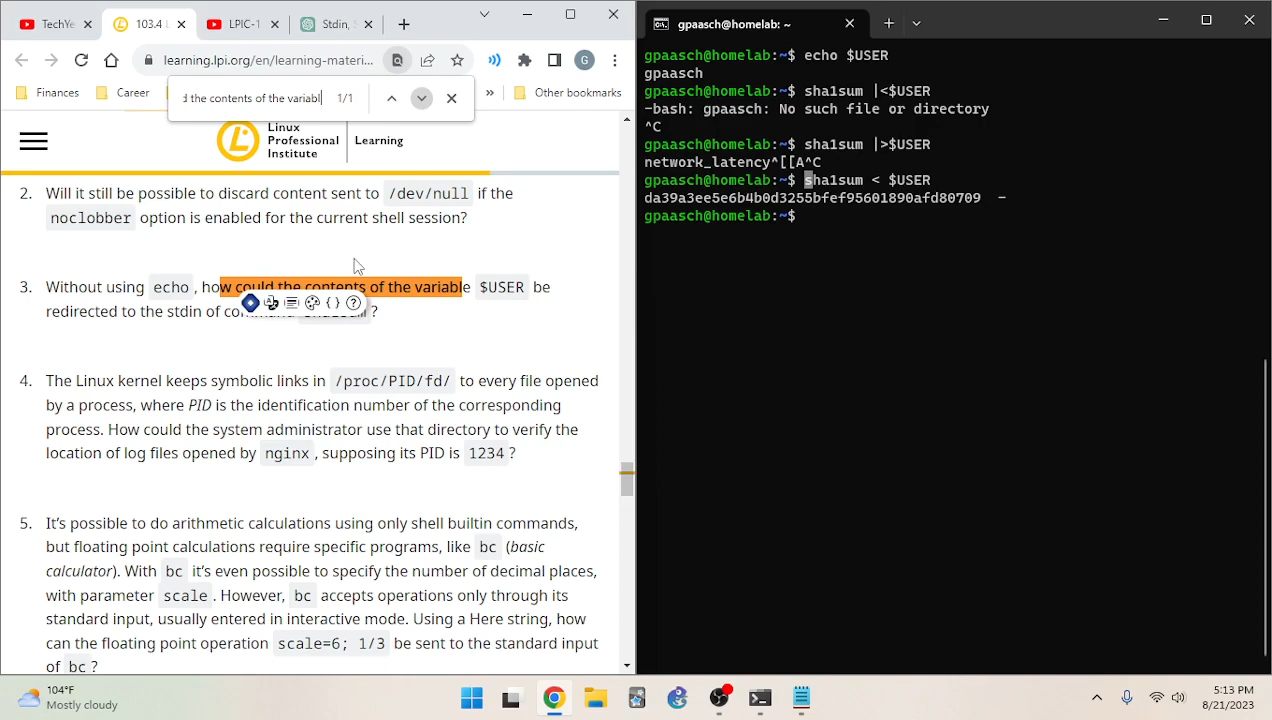 TechYe
103.4 L
LPIC-1
Stdin, S
learning.lpi.org/en/learning-materi...
G
Finances
Career
»
Other bookmarks
the contents of the variabl 1/1
Linux
Professional
Institute
Learning
2. Will it still be possible to discard content sent to /dev/null if the
noclobber option is enabled for the current shell session?
3. Without using echo , how could the contents of the variable $USER be
redirected to the stdin of command ?
4. The Linux kernel keeps symbolic links in /proc/PID/fd/ to every file opened
by a process, where PID is the identification number of the corresponding
process. How could the system administrator use that directory to verify the
location of log files opened by nginx , supposing its PID is 1234 ?
5. It's possible to do arithmetic calculations using only shell builtin commands,
but floating point calculations require specific programs, like bc (basic
calculator). With bc it's even possible to specify the number of decimal places,
with parameter scale . However, bc accepts operations only through its
standard input, usually entered in interactive mode. Using a Here string, how
can the floating point operation scale=6; 1/3 be sent to the standard input
of bc ?
gpaasch@homelab: ~
gpaasch@homelab:~$ echo $USER
gpaasch
gpaasch@homelab:~$ sha1sum |<$USER
-bash: gpaasch: No such file or directory
^C
gpaasch@homelab:~$ sha1sum |>$USER
network_latency^[[A^C
gpaasch@homelab:~$ sha1sum < $USER
da39a3ee5e6b4b0d3255bfef95601890afd80709 -
gpaasch@homelab:~$
104°F
Mostly cloudy
5:13 PM
8/21/2023